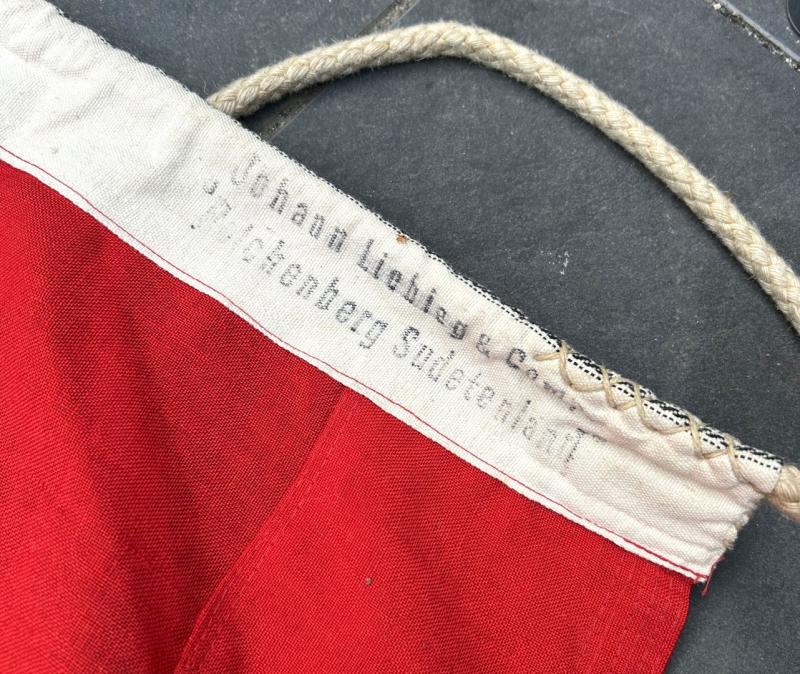 Johann Liebieg & Comp.
Reichenberg Sudetenland